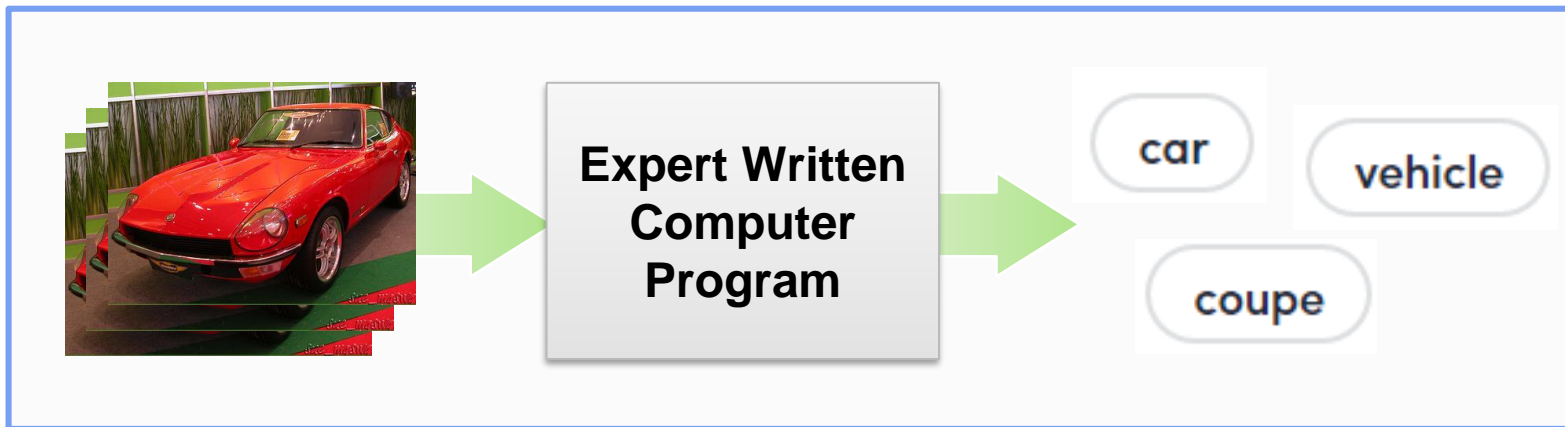 Expert Written
Computer
Program
car
vehicle
coupe